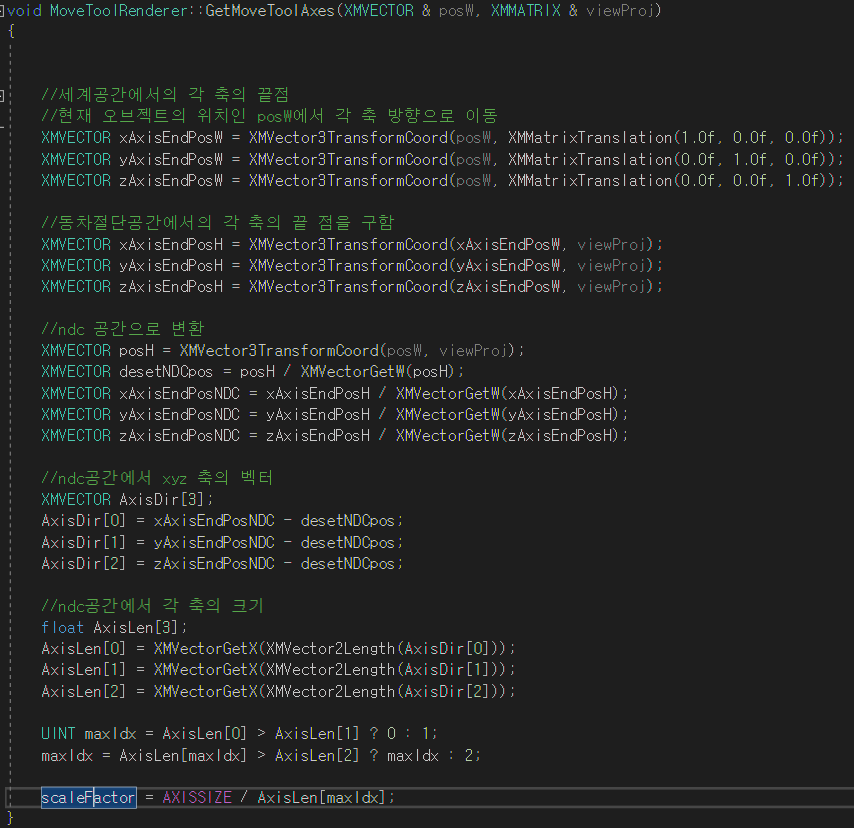 void MoveToolRenderer::GetMoveToolAxes(XMVECTOR & posW, XMMATRIX & viewProj)
{
//세계공간에서의 각 축의 끝점
//현재 오브젝트의 위치인 posW에서 각 축 방향으로 이동
XMVECTOR xAxisEndPosW = XMVector3TransformCoord(posW, XMMatrixTranslation(1.0f, 0.0f, 0.0f));
XMVECTOR yAxisEndPosW = XMVector3TransformCoord(posW, XMMatrixTranslation(0.0f, 1.0f, 0.0f));
XMVECTOR zAxisEndPosW = XMVector3TransformCoord(posW, XMMatrixTranslation(0.0f, 0.0f, 1.0f));
//동차절단공간에서의 각 축의 끝 점을 구함
XMVECTOR xAxisEndPosH = XMVector3TransformCoord(xAxisEndPosW, viewProj);
XMVECTOR yAxisEndPosH = XMVector3TransformCoord(yAxisEndPosW, viewProj);
XMVECTOR zAxisEndPosH = XMVector3TransformCoord(zAxisEndPosW, viewProj);
//ndc 공간으로 변환
XMVECTOR posH = XMVector3TransformCoord(posW, viewProj);
XMVECTOR desetNDCpos = posH / XMVectorGetW(posH);
XMVECTOR xAxisEndPosNDC = xAxisEndPosH / XMVectorGetW(xAxisEndPosH);
XMVECTOR yAxisEndPosNDC = yAxisEndPosH / XMVectorGetW(yAxisEndPosH);
XMVECTOR zAxisEndPosNDC = zAxisEndPosH / XMVectorGetW(zAxisEndPosH);
//ndc공간에서 xyz 축의 벡터
XMVECTOR AxisDir[3];
AxisDir[0] = xAxisEndPosNDC - desetNDCpos;
AxisDir[1] = yAxisEndPosNDC - desetNDCpos;
AxisDir[2] = zAxisEndPosNDC - desetNDCpos;
//ndc공간에서 각 축의 크기
float AxisLen[3];
AxisLen[0] = XMVectorGetX(XMVector2Length(AxisDir[0]));
AxisLen[1] = XMVectorGetX(XMVector2Length(AxisDir[1]));
AxisLen[2] = XMVectorGetX(XMVector2Length(AxisDir[2]));
UINT maxIdx = AxisLen[0] > AxisLen[1] ? 0 : 1;
maxIdx = AxisLen[maxIdx] > AxisLen[2] ? maxIdx : 2;
scaleFactor = AXISSIZE / AxisLen[maxIdx];
}